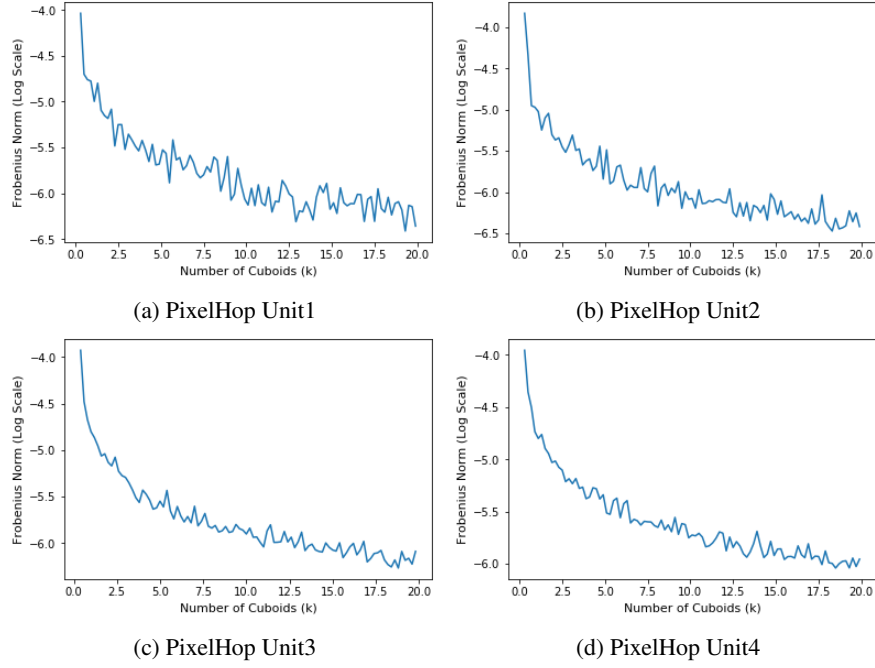 −4.0
−4.5
−5.0
−5.5
−6.0
−6.5
Frobenius Norm (Log Scale)
0.0 2.5 5.0 7.5 10.0 12.5 15.0 17.5 20.0
Number of Cuboids (k)
(a) PixelHop Unit1
−4.0
−4.5
−5.0
−5.5
−6.0
−6.5
Frobenius Norm (Log Scale)
0.0 2.5 5.0 7.5 10.0 12.5 15.0 17.5 20.0
Number of Cuboids (k)
(b) PixelHop Unit2
−4.0
−4.5
−5.0
−5.5
−6.0
Frobenius Norm (Log Scale)
0.0 2.5 5.0 7.5 10.0 12.5 15.0 17.5 20.0
Number of Cuboids (k)
(c) PixelHop Unit3
−4.0
−4.5
−5.0
−5.5
−6.0
Frobenius Norm (Log Scale)
0.0 2.5 5.0 7.5 10.0 12.5 15.0 17.5 20.0
Number of Cuboids (k)
(d) PixelHop Unit4